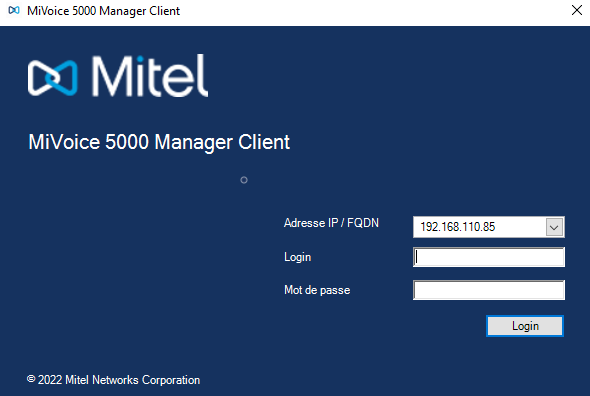 MiVoice 5000 Manager Client
Mitel
MiVoice 5000 Manager Client
Adresse IP / FQDN
192.168.110.85
Login
Mot de passe
Login
© 2022 Mitel Networks Corporation